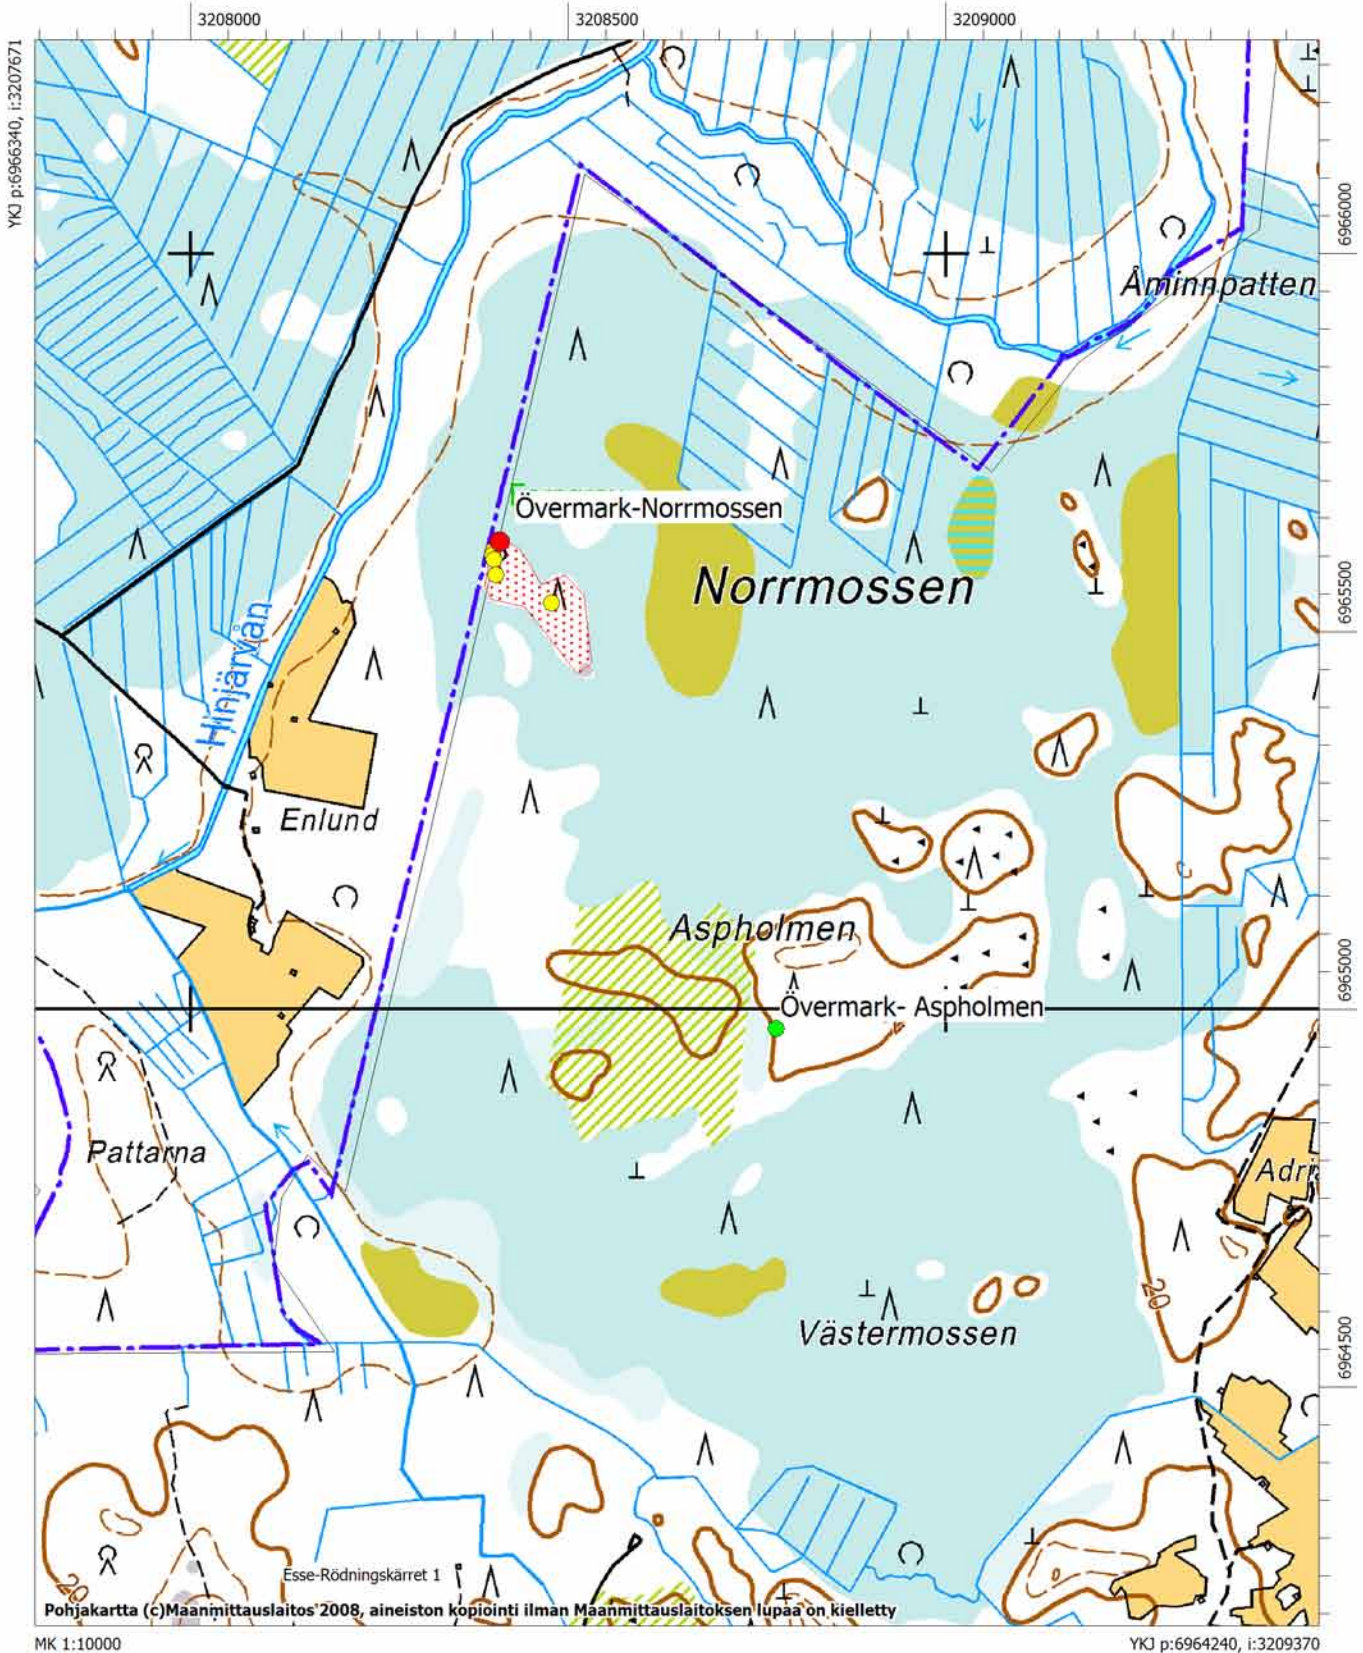 3208000
3208500
3209000
YKJ p:6966340, i:3207671
6966000
Åminnpatten
Övermark-Norrmossen
Norrmossen
6965500
Hinjärvån
Enlund
Aspholmen
6965000
Övermark- Aspholmen
Pattarna
Adri
20
Västermossen
6964500
20
Esse-Rödningskärret 1
Pohjakartta (c)Maanmittauslaitos 2008, aineiston kopiointi ilman Maanmittauslaitoksen lupaa on kielletty
MK 1:10000
YKJ p:6964240, i:3209370